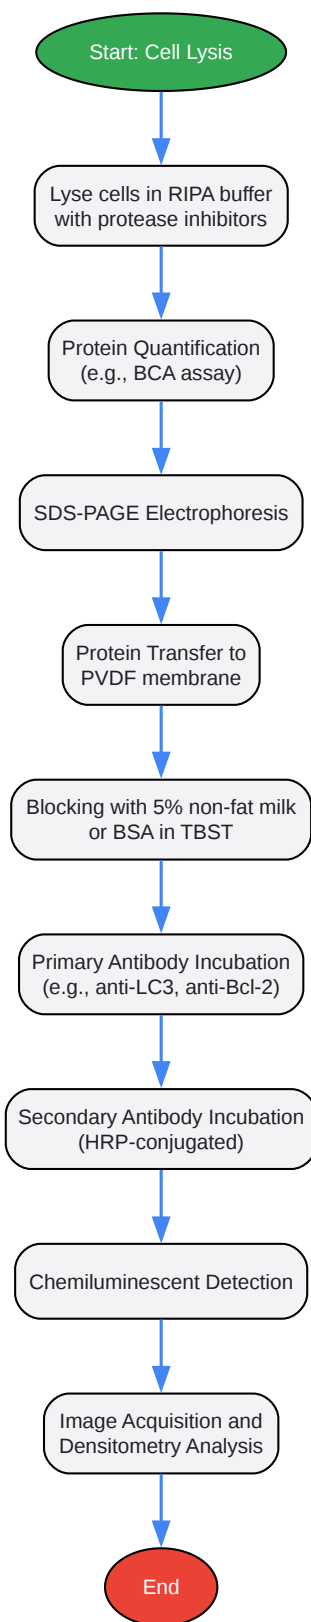 Start: Cell Lysis
Lyse cells in RIPA buffer
with protease inhibitors
Protein Quantification
(e.g., BCA assay)
SDS-PAGE Electrophoresis
Protein Transfer to
PVDF membrane
Blocking with 5% non-fat milk
or BSA in TBST
Primary Antibody Incubation
(e.g., anti-LC3, anti-Bcl-2)
Secondary Antibody Incubation
(HRP-conjugated)
Chemiluminescent Detection
Image Acquisition and
Densitometry Analysis
End